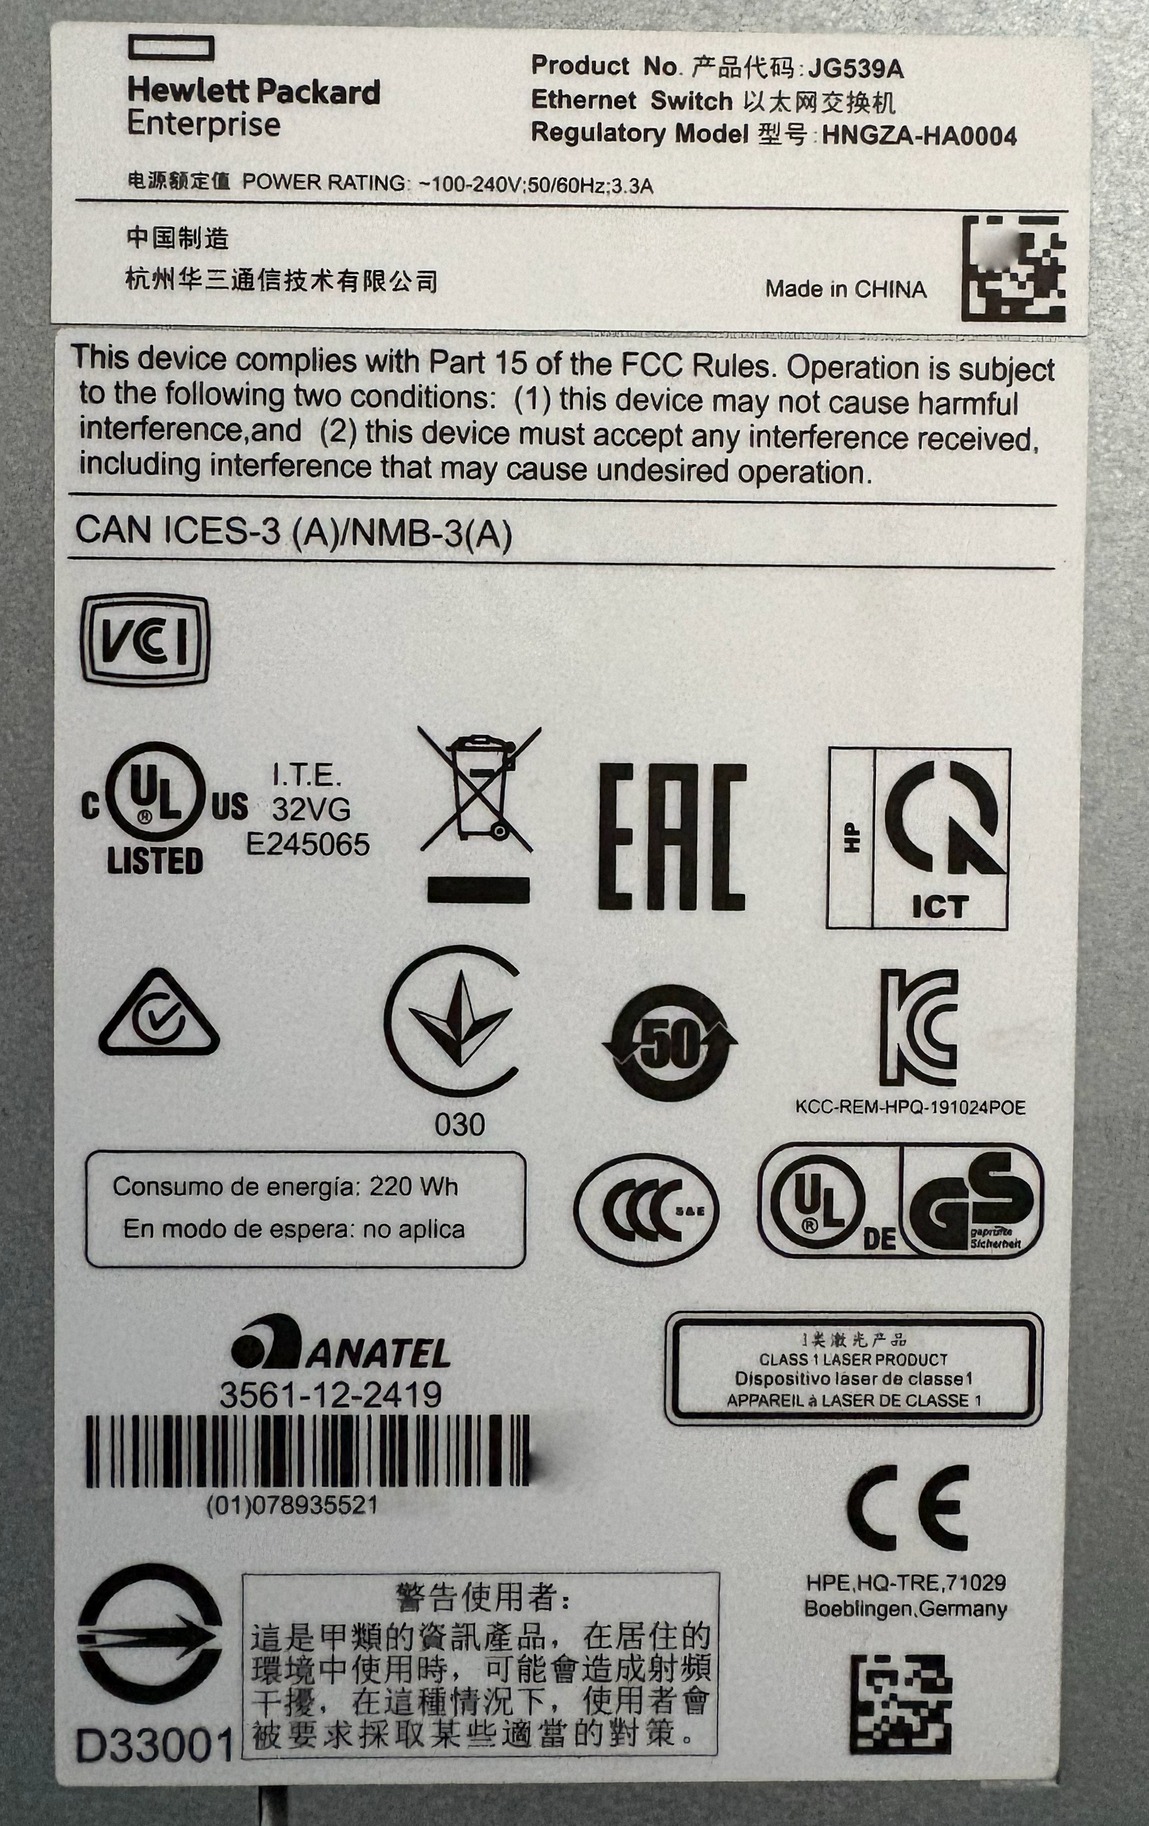 Hewlett Packard
Enterprise
Product No. 产品代码:JG539A
Ethernet Switch 以太网交换机
Regulatory Model 型号:HNGZA-HA0004
电源额定值 POWER RATING: ~100-240V;50/60Hz;3.3A
中国制造
杭州华三通信技术有限公司
Made in CHINA
This device complies with Part 15 of the FCC Rules. Operation is subject
to the following two conditions: (1) this device may not cause harmful
interference,and (2) this device must accept any interference received,
including interference that may cause undesired operation.
CAN ICES-3 (A)/NMB-3(A)
VCI
C UL US
®
LISTED
I.T.E.
32VG
E245065
EAC
HP
ICT
030
50
KC
KCC-REM-HPQ-191024POE
Consumo de energía: 220 Wh
En modo de espera: no aplica
CCC S&E
UL
®
DE
GS
geprüfte
Sicherheit
ANATEL
3561-12-2419
(01)078935521
1类激光产品
CLASS 1 LASER PRODUCT
Dispositivo láser de classe1
APPAREIL à LASER DE CLASSE 1
CE
HPE,HQ-TRE,71029
Boeblingen,Germany
D33001
警告使用者:
這是甲類的資訊產品，在居住的
環境中使用時，可能會造成射頻
干擾，在這種情況下，使用者會
被要求採取某些適當的對策。